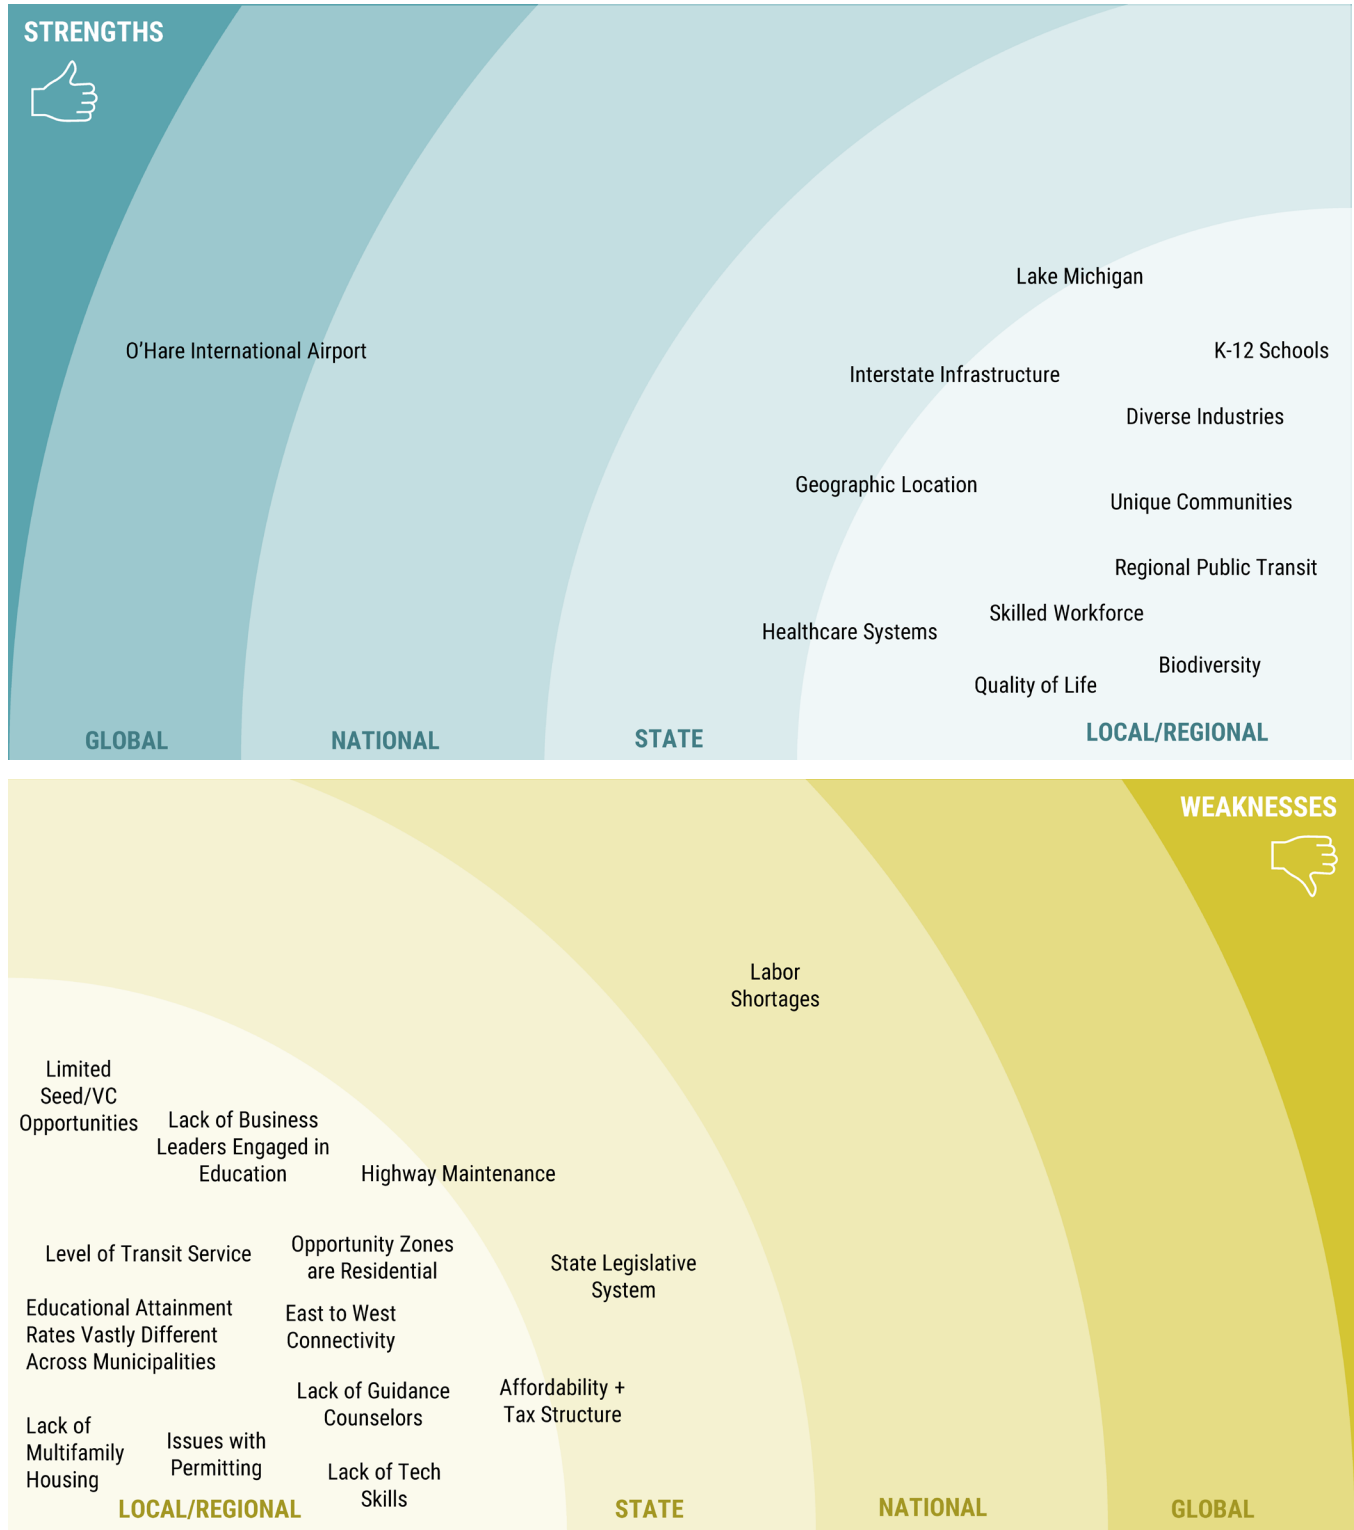 STRENGTHS
Lake Michigan
O’Hare International Airport
K-12 Schools
Interstate Infrastructure
Diverse Industries
Geographic Location
Unique Communities
Regional Public Transit
Skilled Workforce
Healthcare Systems
Biodiversity
Quality of Life
GLOBAL
NATIONAL
STATE
LOCAL/REGIONAL
WEAKNESSES
Labor
Shortages
Limited
Seed/VC
Opportunities
Lack of Business
Leaders Engaged in
Education
Highway Maintenance
Level of Transit Service
Opportunity Zones
are Residential
State Legislative
System
Educational Attainment
Rates Vastly Different
Across Municipalities
East to West
Connectivity
Lack of Guidance
Counselors
Affordability +
Tax Structure
Lack of
Multifamily
Housing
Issues with
Permitting
Lack of Tech
Skills
LOCAL/REGIONAL
STATE
NATIONAL
GLOBAL